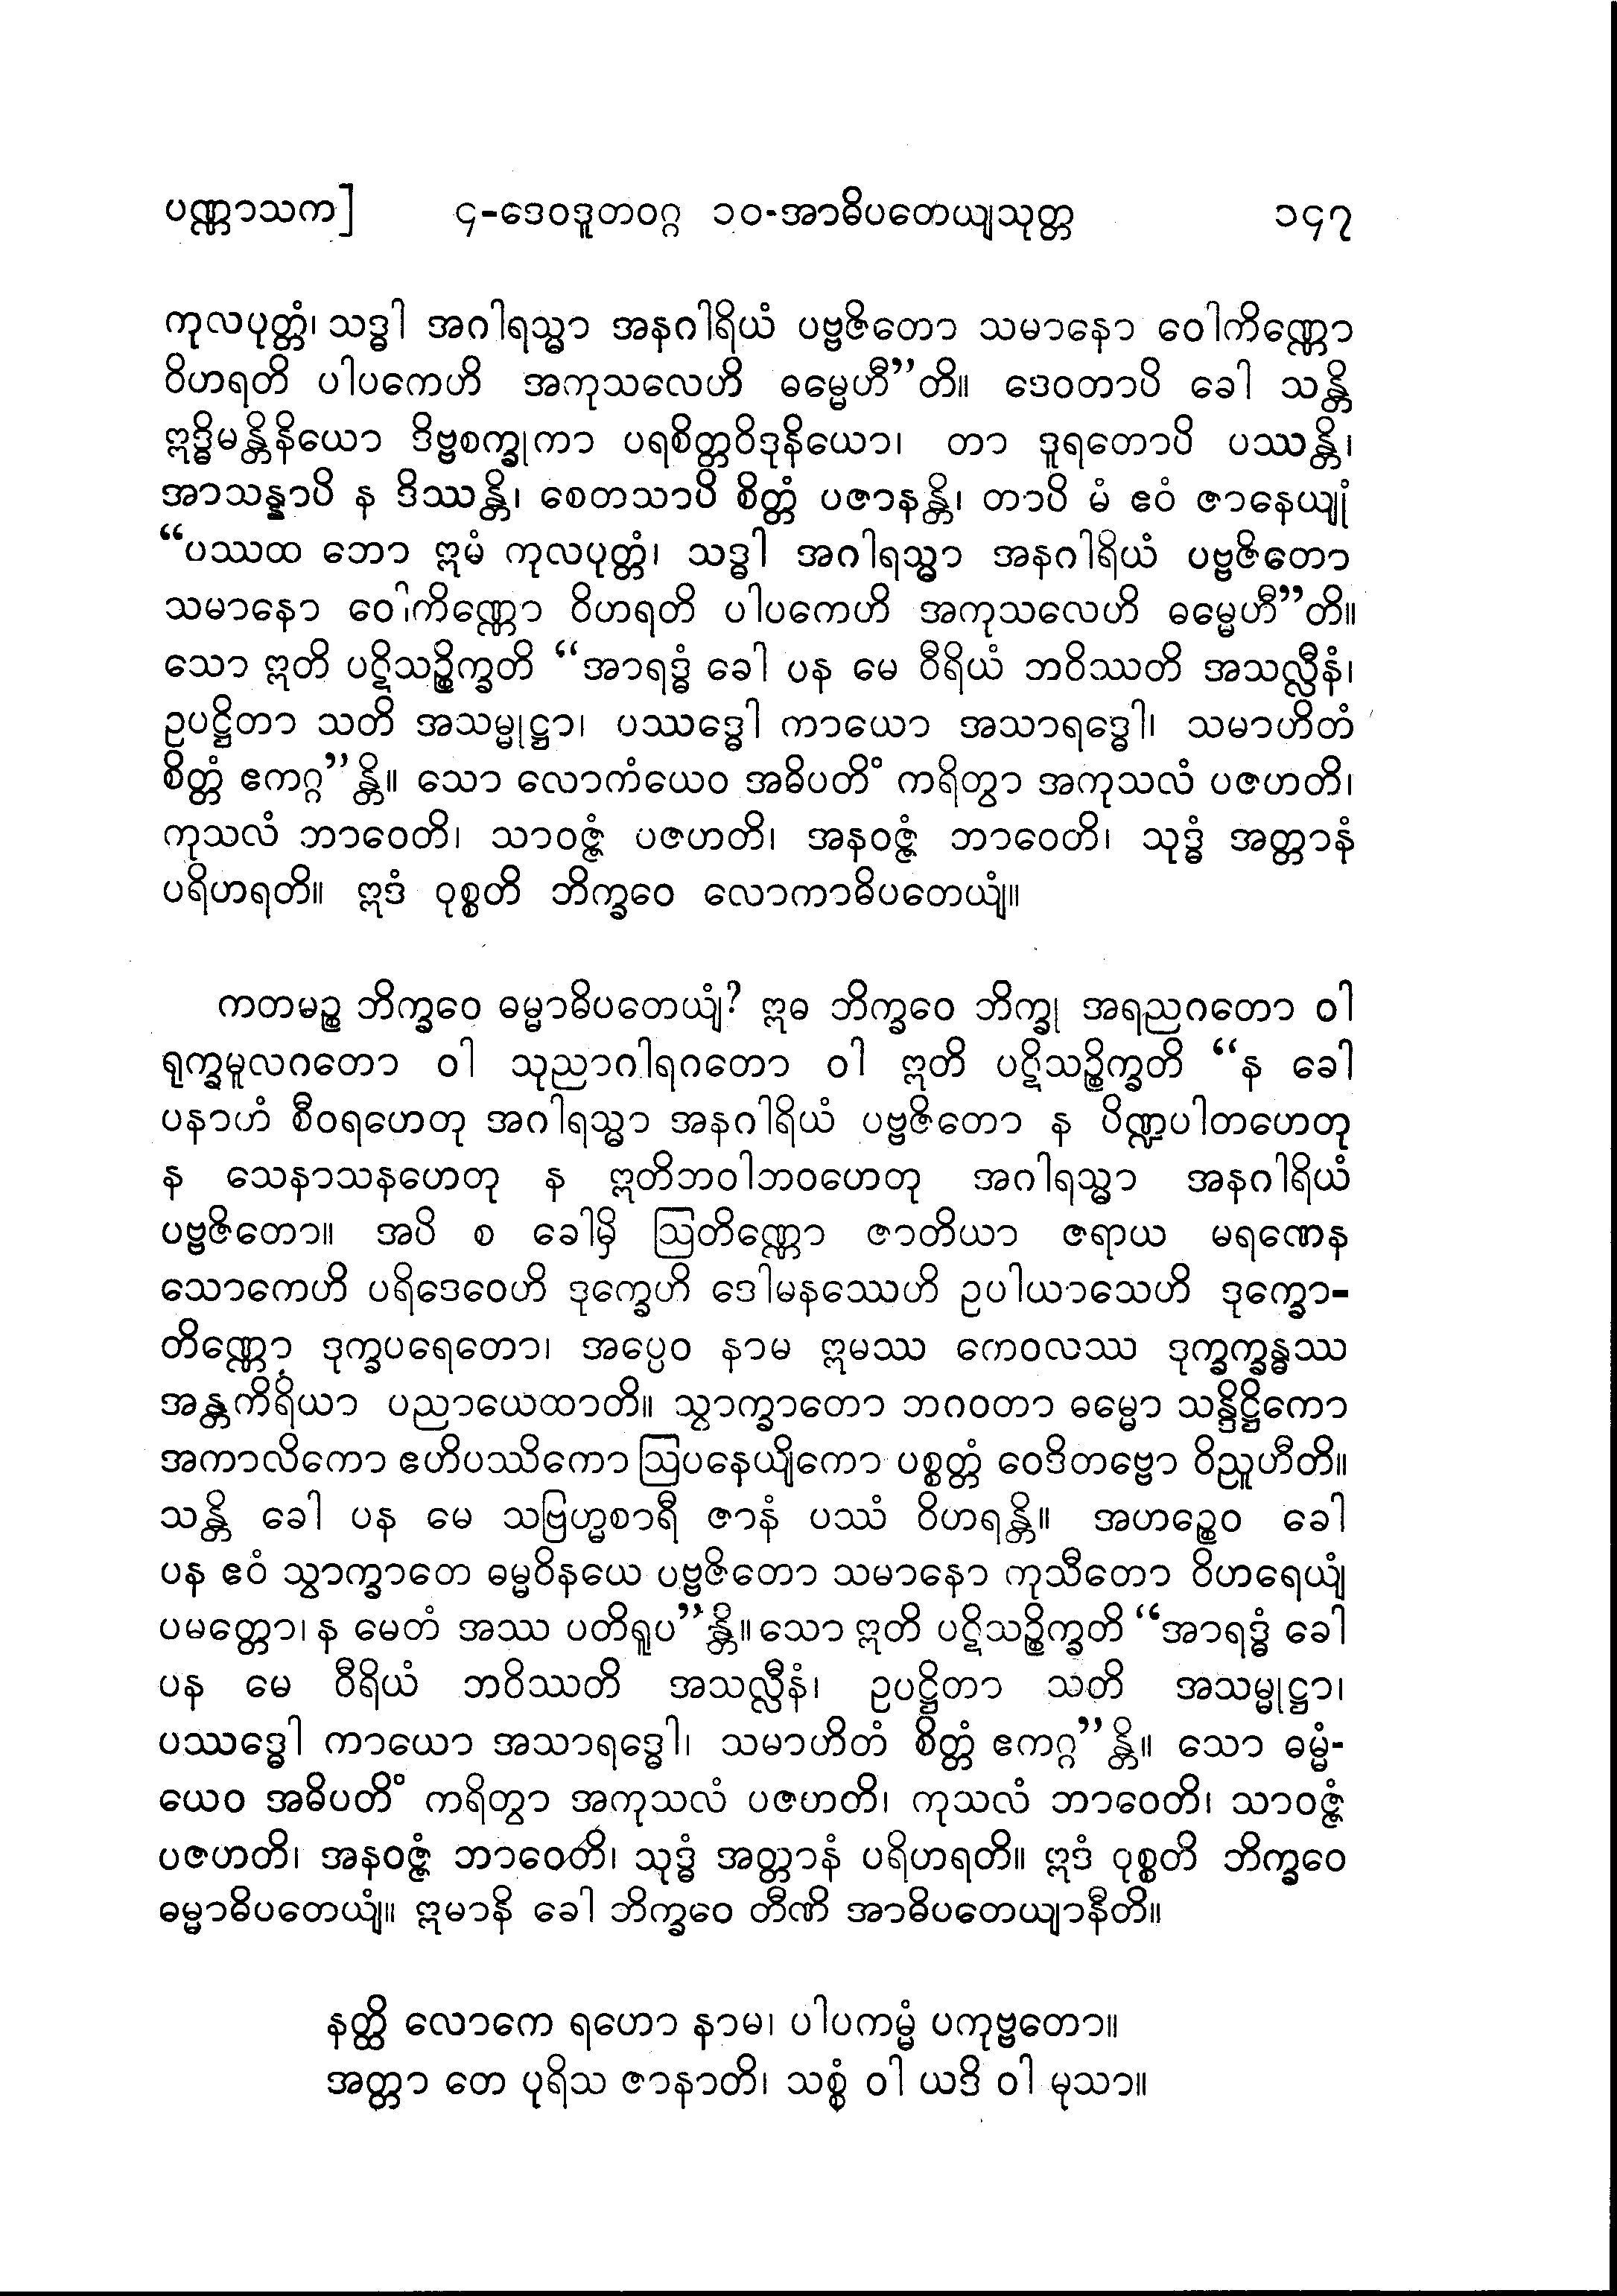 ပဏ္ဏာသက]	၄-ဒေဝဒူတဝဂ္ဂ ၁၀-အာဓိပတေယျသုတ္တ	၁၄၇
ကုလပုတ္တံ၊ သဒ္ဓါ အဂါရသ္မာ အနဂါရိယံ ပဗ္ဗဇိတော သမာနော ဝေါကိဏ္ဏော
ဝိဟရတိ ပါပကေဟိ အကုသလေဟိ ဓမ္မေဟီ”တိ။ ဒေဝတာပိ ခေါ သန္တိ
ဣဒ္ဓိမန္တိနိယော ဒိဗ္ဗစက္ခုကာ ပရစိတ္တဝိဒုနိယော၊ တာ ဒူရတောပိ ပဿန္တိ၊
အာသန္နာပိ န ဒိဿန္တိ၊ စေတသာပိ စိတ္တံ ပဇာနန္တိ၊ တာပိ မံ ဧဝံ ဇာနေယျုံ
“ပဿထ ဘော ဣမံ ကုလပုတ္တံ၊ သဒ္ဓါ အဂါရသ္မာ အနဂါရိယံ ပဗ္ဗဇိတော
သမာနော ဝေါကိဏ္ဏော ဝိဟရတိ ပါပကေဟိ အကုသလေဟိ ဓမ္မေဟီ”တိ။
သော ဣတိ ပဋိသဉ္စိက္ခတိ “အာရဒ္ဓံ ခေါ ပန မေ ဝီရိယံ ဘဝိဿတိ အသလ္လီနံ၊
ဥပဋ္ဌိတာ သတိ အသမ္မုဋ္ဌာ၊ ပဿဒ္ဓေါ ကာယော အသာရဒ္ဓေါ၊ သမာဟိတံ
စိတ္တံ ဧကဂ္ဂ”န္တိ။ သော လောကံယေဝ အဓိပတိံ ကရိတွာ အကုသလံ ပဇဟတိ၊
ကုသလံ ဘာဝေတိ၊ သာဝဇ္ဇံ ပဇဟတိ၊ အနဝဇ္ဇံ ဘာဝေတိ၊ သုဒ္ဓံ အတ္တာနံ
ပရိဟရတိ။ ဣဒံ ဝုစ္စတိ ဘိက္ခဝေ လောကာဓိပတေယျံ။
ကတမဉ္စ ဘိက္ခဝေ ဓမ္မာဓိပတေယျံ? ဣဓ ဘိက္ခဝေ ဘိက္ခု အရညဂတော ဝါ
ရုက္ခမူလဂတော ဝါ သုညာဂါရဂတော ဝါ ဣတိ ပဋိသဉ္စိက္ခတိ “န ခေါ
ပနာဟံ စီဝရဟေတု အဂါရသ္မာ အနဂါရိယံ ပဗ္ဗဇိတော န ပိဏ္ဍပါတဟေတု
န သေနာသနဟေတု န ဣတိဘဝါဘဝဟေတု အဂါရသ္မာ အနဂါရိယံ
ပဗ္ဗဇိတော။ အပိ စ ခေါမှိ ဩတိဏ္ဏော ဇာတိယာ ဇရာယ မရဏေန
သောကေဟိ ပရိဒေဝေဟိ ဒုက္ခေဟိ ဒေါမနဿေဟိ ဥပါယာသေဟိ ဒုက္ခော-
တိဏ္ဏော ဒုက္ခပရေတော၊ အပ္ပေဝ နာမ ဣမဿ ကေဝလဿ ဒုက္ခက္ခန္ဓဿ
အန္တကိရိယာ ပညာယေထာတိ။ သွာက္ခာတော ဘဂဝတာ ဓမ္မော သန္ဒိဋ္ဌိကော
အကာလိကော ဧဟိပဿိကော ဩပနေယျိကော ပစ္စတ္တံ ဝေဒိတဗ္ဗော ဝိညူဟီတိ။
သန္တိ ခေါ ပန မေ သဗြဟ္မစာရီ ဇာနံ ပဿံ ဝိဟရန္တိ။ အဟဉ္စေဝ ခေါ
ပန ဧဝံ သွာက္ခာတေ ဓမ္မဝိနယေ ပဗ္ဗဇိတော သမာနော ကုသီတော ဝိဟရေယျံ
ပမတ္တော၊ န မေတံ အဿ ပတိရူပ”န္တိ။ သော ဣတိ ပဋိသဉ္စိက္ခတိ “အာရဒ္ဓံ ခေါ
ပန မေ ဝီရိယံ ဘဝိဿတိ အသလ္လီနံ၊ ဥပဋ္ဌိတာ သတိ အသမ္မုဋ္ဌာ၊
ပဿဒ္ဓေါ ကာယော အသာရဒ္ဓေါ၊ သမာဟိတံ စိတ္တံ ဧကဂ္ဂ”န္တိ။ သော ဓမ္မံ-
ယေဝ အဓိပတိံ ကရိတွာ အကုသလံ ပဇဟတိ၊ ကုသလံ ဘာဝေတိ၊ သာဝဇ္ဇံ
ပဇဟတိ၊ အနဝဇ္ဇံ ဘာဝေတိ၊ သုဒ္ဓံ အတ္တာနံ ပရိဟရတိ။ ဣဒံ ဝုစ္စတိ ဘိက္ခဝေ
ဓမ္မာဓိပတေယျံ။ ဣမာနိ ခေါ ဘိက္ခဝေ တီဏိ အာဓိပတေယျာနီတိ။
နတ္ထိ လောကေ ရဟော နာမ၊ ပါပကမ္မံ ပကုဗ္ဗတော။
အတ္တာ တေ ပုရိသ ဇာနာတိ၊ သစ္စံ ဝါ ယဒိ ဝါ မုသာ။